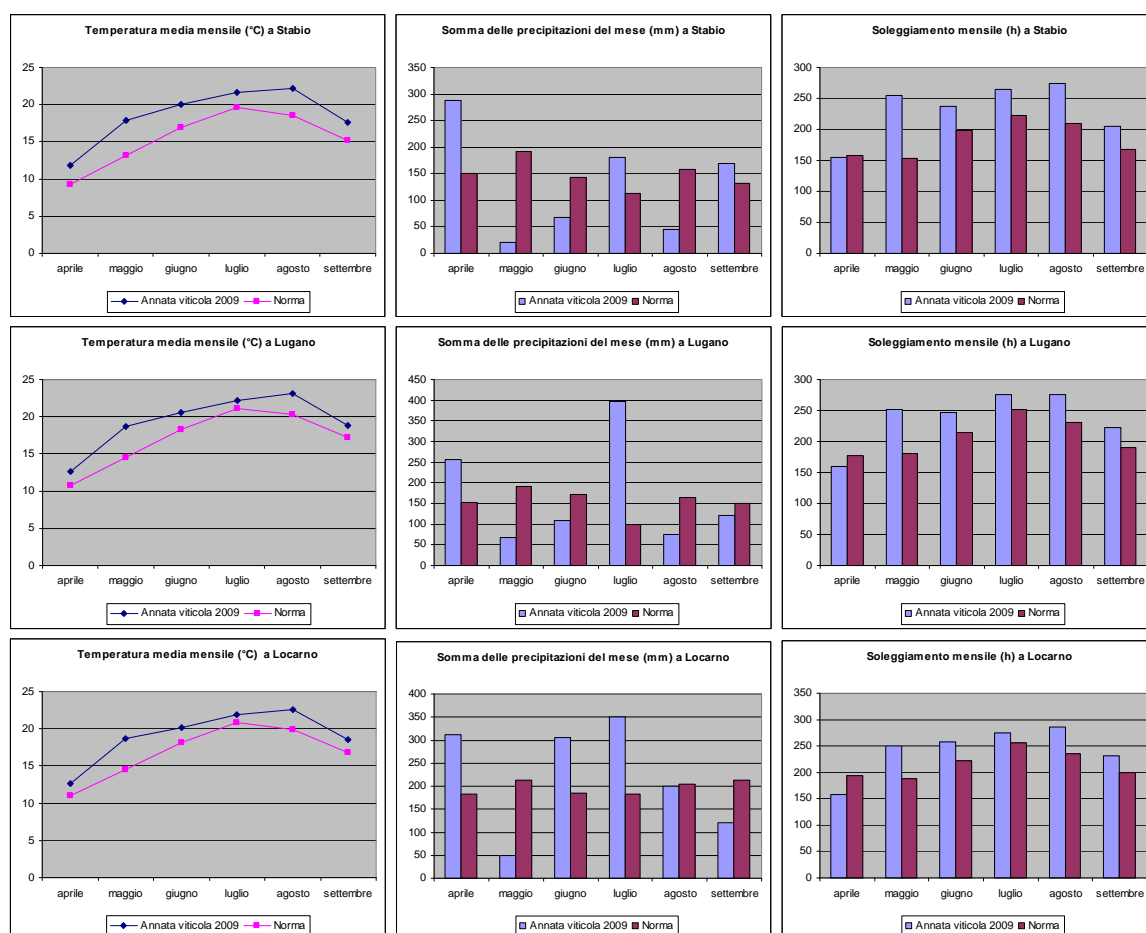 Temperatura media mensile (°C) a Stabio
25
20
15
10
5
0
aprile maggio giugno luglio agosto settembre
Annata viticola 2009 Norma
Somma delle precipitazioni del mese (mm) a Stabio
350
300
250
200
150
100
50
0
aprile maggio giugno luglio agosto settembre
Annata viticola 2009 Norma
Soleggiamento mensile (h) a Stabio
300
250
200
150
100
50
0
aprile maggio giugno luglio agosto settembre
Annata viticola 2009 Norma
Temperatura media mensile (°C) a Lugano
25
20
15
10
5
0
aprile maggio giugno luglio agosto settembre
Annata viticola 2009 Norma
Somma delle precipitazioni del mese (mm) a Lugano
450
400
350
300
250
200
150
100
50
0
aprile maggio giugno luglio agosto settembre
Annata viticola 2009 Norma
Soleggiamento mensile (h) a Lugano
300
250
200
150
100
50
0
aprile maggio giugno luglio agosto settembre
Annata viticola 2009 Norma
Temperatura media mensile (°C) a Locarno
25
20
15
10
5
0
aprile maggio giugno luglio agosto settembre
Annata viticola 2009 Norma
Somma delle precipitazioni del mese (mm) a Locarno
400
350
300
250
200
150
100
50
0
aprile maggio giugno luglio agosto settembre
Annata viticola 2009 Norma
Soleggiamento mensile (h) a Locarno
350
300
250
200
150
100
50
0
aprile maggio giugno luglio agosto settembre
Annata viticola 2009 Norma